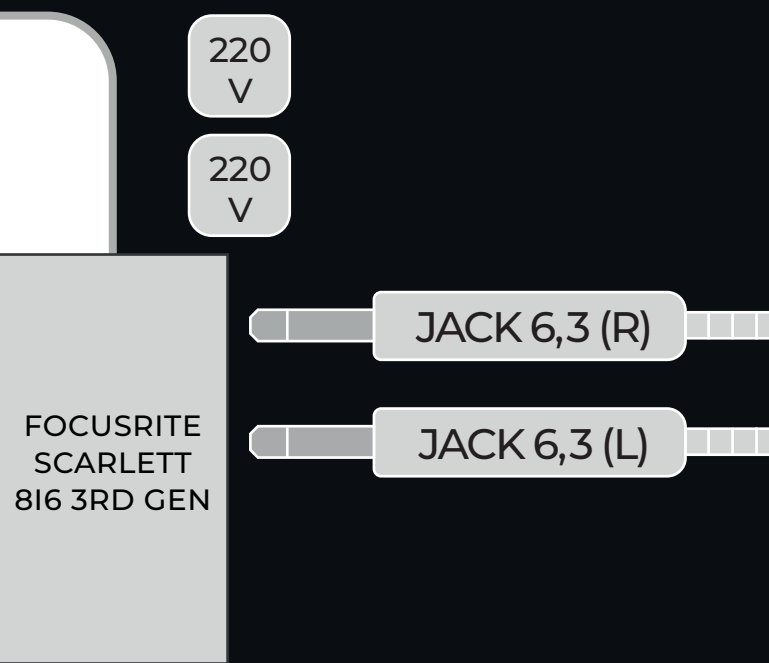 220
V
220
V
JACK 6,3 (R)
JACK 6,3 (L)
FOCUSRITE
SCARLETT
8I6 3RD GEN